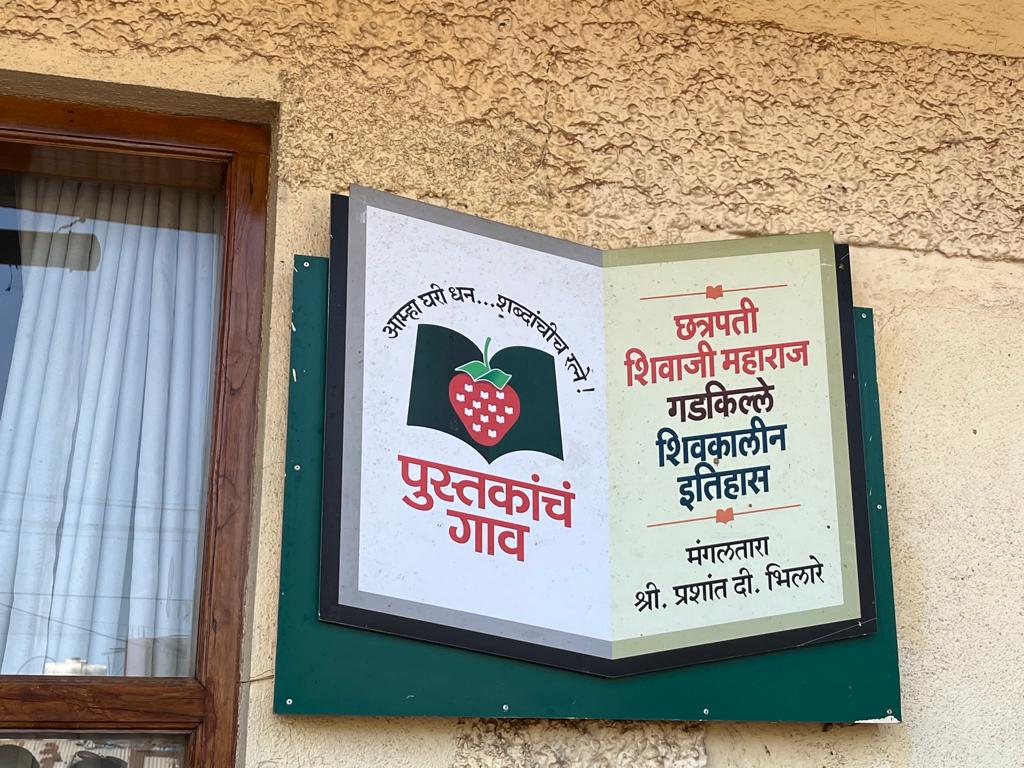 आम्हा घरी धन...शब्दांचीच रत्ने!
पुस्तकांचं
गाव
छत्रपती
शिवाजी महाराज
गडकिल्ले
शिवकालीन
इतिहास
मंगलतारा
श्री. प्रशांत दी. भिलारे